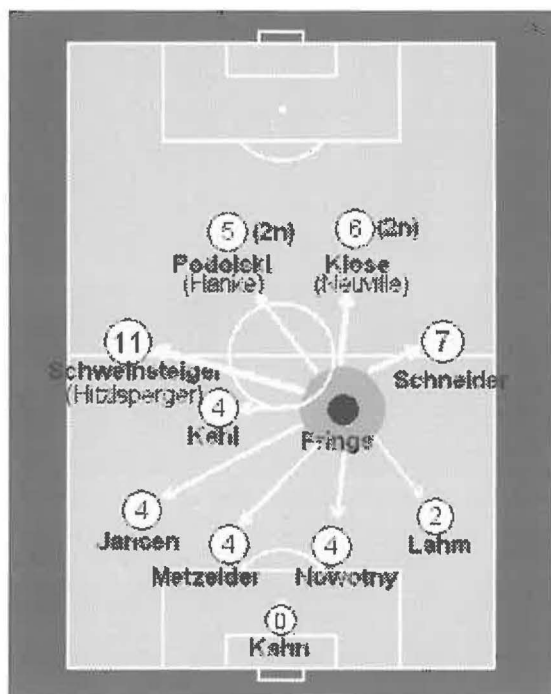 5 (2n)
6 (2n)
Podolski
(Hanke)
Klose
(Neuville)
11
7
Schweinsteiger
(Hitzlsperger)
Schneider
4
Kehl
Frings
4
Jansen
4
Metzelder
4
Nowotny
2
Lahm
0
Kahn